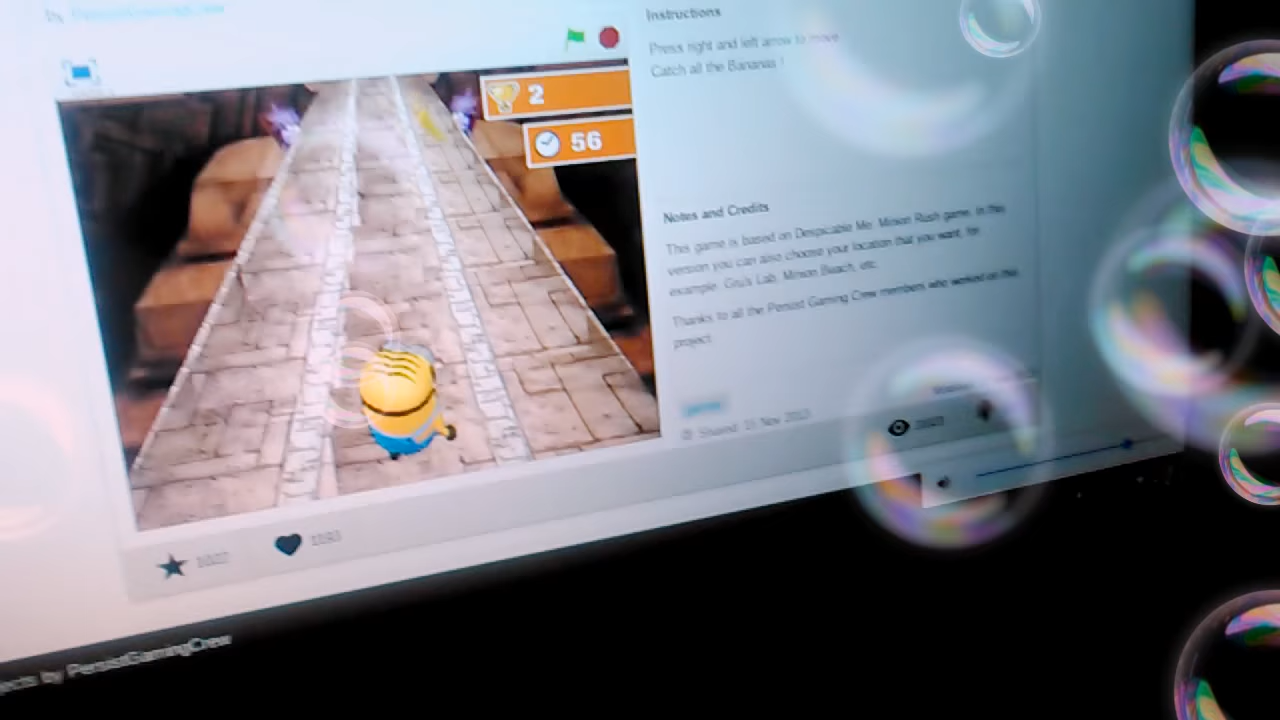 by
Instructions
Press right and left arrow to move
Catch all the Bananas !
2
56
Notes and Credits
This game is based on Despicable Me: Minion Rush game. In this
version you can also choose your location that you want, for
example: Gru's Lab, Minion Beach, etc.
Thanks to all the Persist Gaming Crew members who worked on this
project.
games
Shared: Nov 2013
jects by PersistGamingCrew